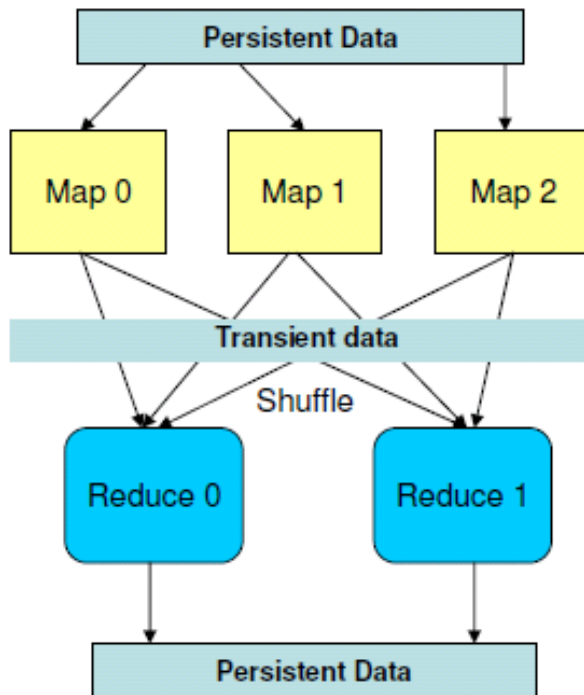 Persistent Data
Map 0
Map 1
Map 2
Transient data
Shuffle
Reduce 0
Reduce 1
Persistent Data